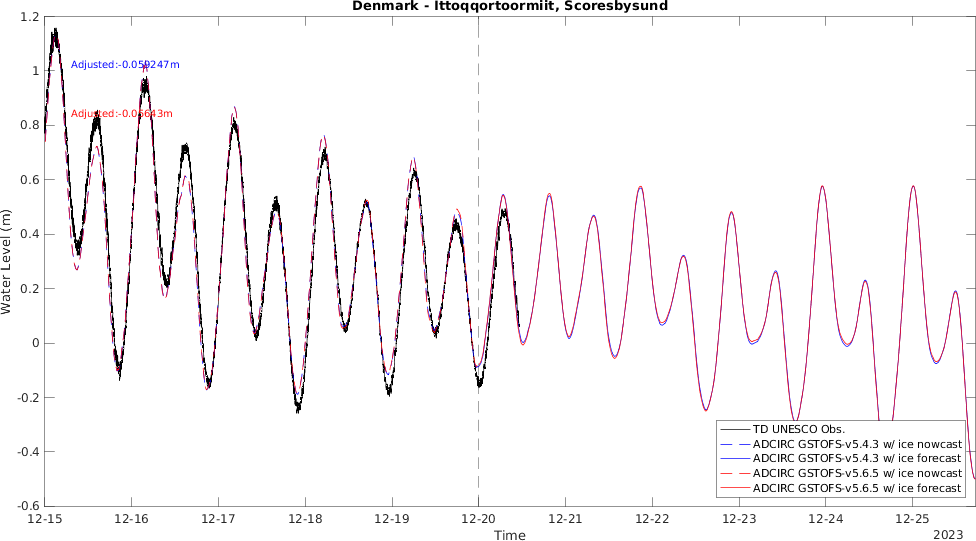 Denmark - Ittoqqortoormiit, Scoresbysund
Water Level (m)
1.2
1
0.8
0.6
0.4
0.2
0
-0.2
-0.4
-0.6
Adjusted:-0.059247m
Adjusted:-0.05643m
TD UNESCO Obs.
ADCIRC GSTOFS-v5.4.3 w/ ice nowcast
ADCIRC GSTOFS-v5.4.3 w/ ice forecast
ADCIRC GSTOFS-v5.6.5 w/ ice nowcast
ADCIRC GSTOFS-v5.6.5 w/ ice forecast
12-15 12-16 12-17 12-18 12-19 12-20 12-21 12-22 12-23 12-24 12-25
Time
2023